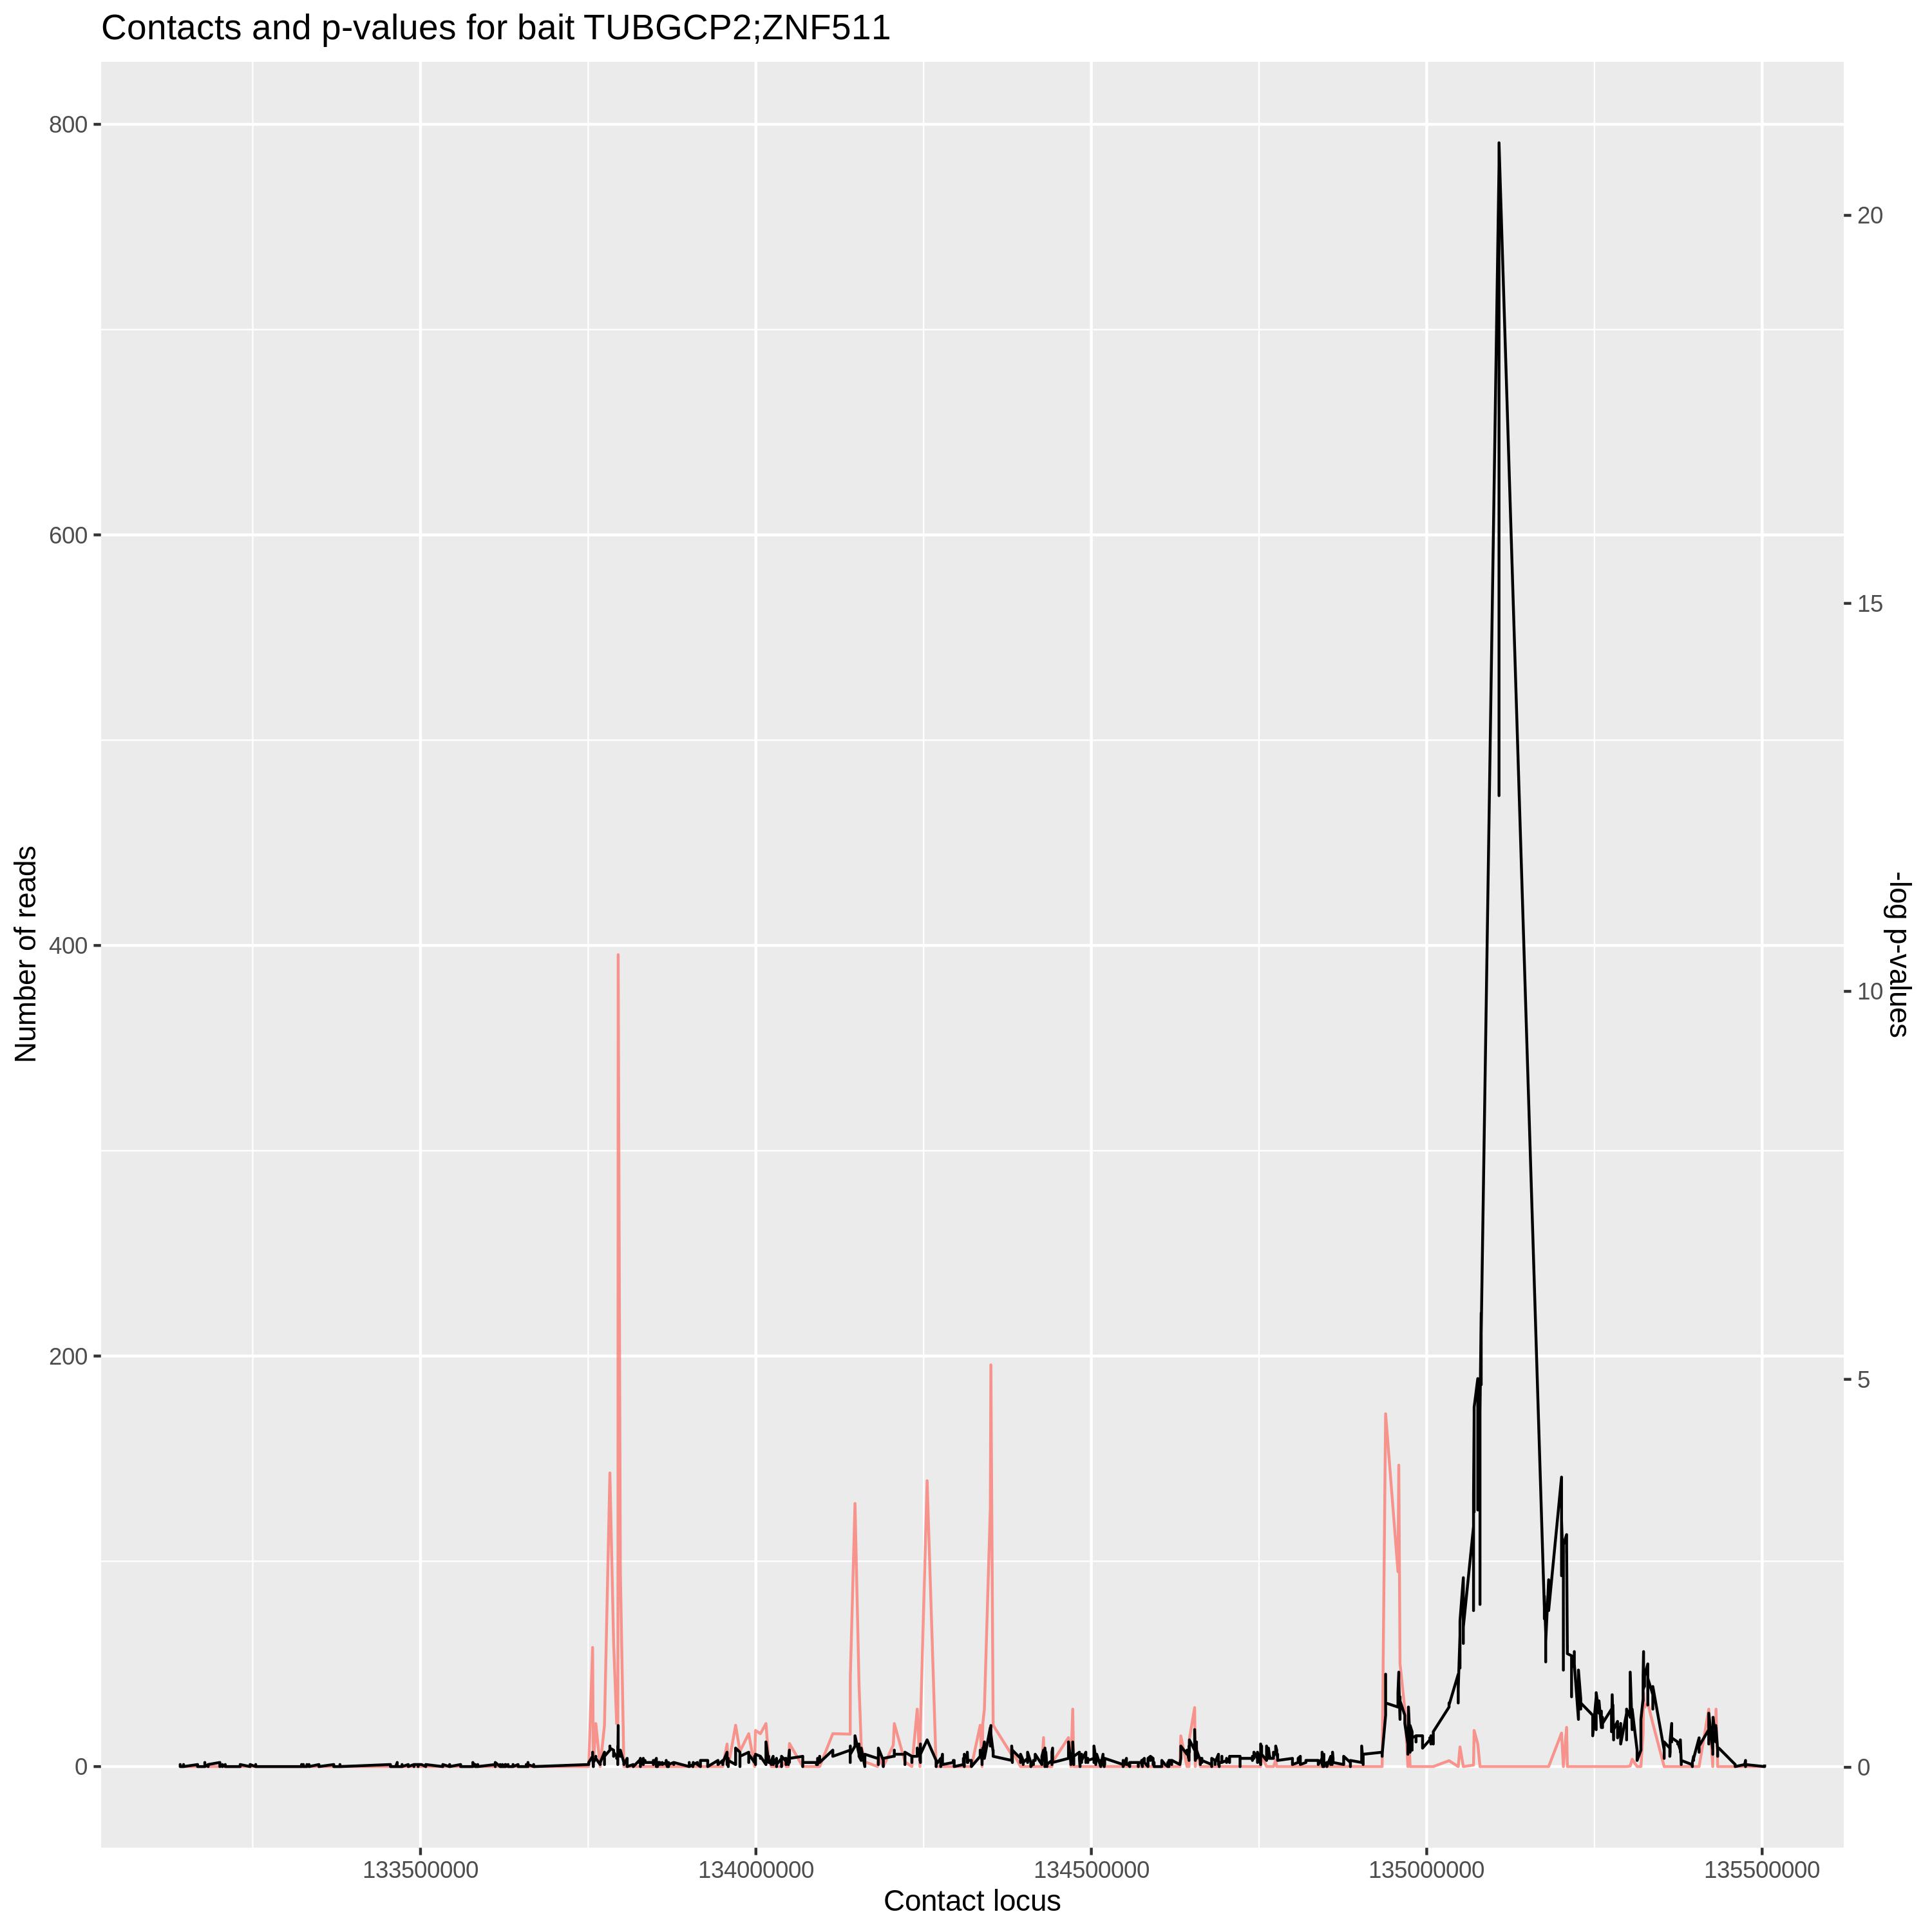 Contacts and p-values for bait TUBGCP2;ZNF511
800
600
400
200
0
Number of reads
20
15
10
5
0
-log p-values
133500000 134000000 134500000 135000000 135500000
Contact locus